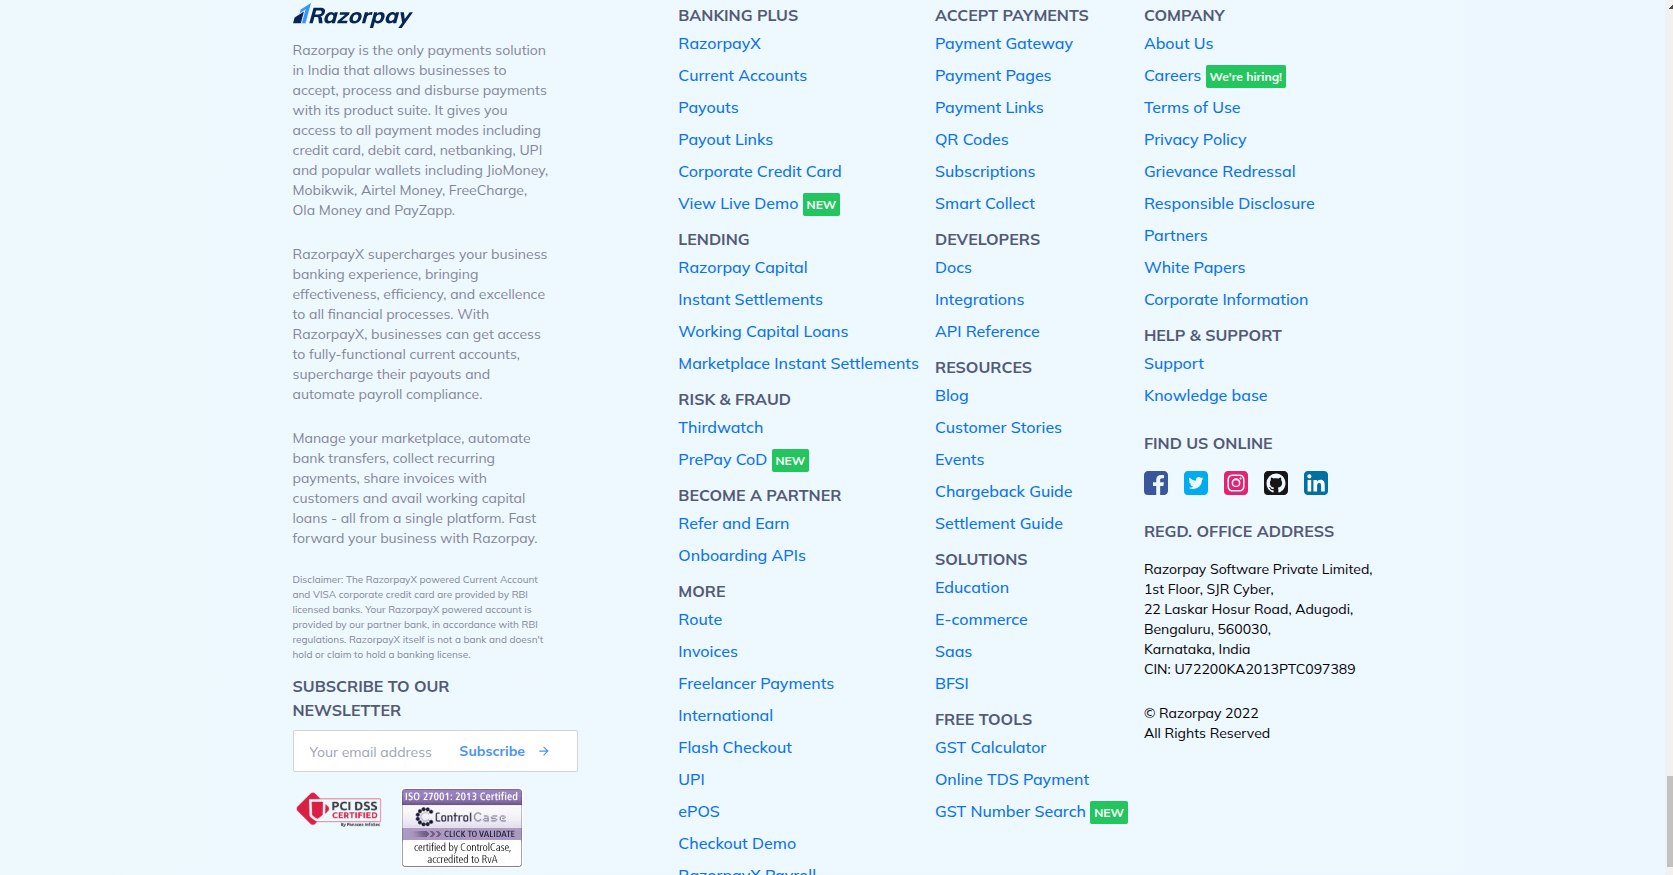 Razorpay
Razorpay is the only payments solution
in India that allows businesses to
accept, process and disburse payments
with its product suite. It gives you
access to all payment modes including
credit card, debit card, netbanking, UPI
and popular wallets including JioMoney,
Mobikwik, Airtel Money, FreeCharge,
Ola Money and PayZapp.
RazorpayX supercharges your business
banking experience, bringing
effectiveness, efficiency, and excellence
to all financial processes. With
RazorpayX, businesses can get access
to fully-functional current accounts,
supercharge their payouts and
automate payroll compliance.
Manage your marketplace, automate
bank transfers, collect recurring
payments, share invoices with
customers and avail working capital
loans - all from a single platform. Fast
forward your business with Razorpay.
Disclaimer: The RazorpayX powered Current Account
and VISA corporate credit card are provided by RBI
licensed banks. Your RazorpayX powered account is
provided by our partner bank, in accordance with RBI
regulations. RazorpayX itself is not a bank and doesn't
hold or claim to hold a banking license.
SUBSCRIBE TO OUR
NEWSLETTER
Your email address Subscribe →
PCI DSS
CERTIFIED
By Panacea Infosec
ISO 27001: 2013 Certified
ControlCase
>>> CLICK TO VALIDATE
certified by ControlCase,
accredited to RvA
BANKING PLUS
RazorpayX
Current Accounts
Payouts
Payout Links
Corporate Credit Card
View Live Demo NEW
LENDING
Razorpay Capital
Instant Settlements
Working Capital Loans
Marketplace Instant Settlements
RISK & FRAUD
Thirdwatch
PrePay CoD NEW
BECOME A PARTNER
Refer and Earn
Onboarding APIs
MORE
Route
Invoices
Freelancer Payments
International
Flash Checkout
UPI
ePOS
Checkout Demo
RazorpayX Payroll
ACCEPT PAYMENTS
Payment Gateway
Payment Pages
Payment Links
QR Codes
Subscriptions
Smart Collect
DEVELOPERS
Docs
Integrations
API Reference
RESOURCES
Blog
Customer Stories
Events
Chargeback Guide
Settlement Guide
SOLUTIONS
Education
E-commerce
Saas
BFSI
FREE TOOLS
GST Calculator
Online TDS Payment
GST Number Search NEW
COMPANY
About Us
Careers We're hiring!
Terms of Use
Privacy Policy
Grievance Redressal
Responsible Disclosure
Partners
White Papers
Corporate Information
HELP & SUPPORT
Support
Knowledge base
FIND US ONLINE
REGD. OFFICE ADDRESS
Razorpay Software Private Limited,
1st Floor, SJR Cyber,
22 Laskar Hosur Road, Adugodi,
Bengaluru, 560030,
Karnataka, India
CIN: U72200KA2013PTC097389
© Razorpay 2022
All Rights Reserved